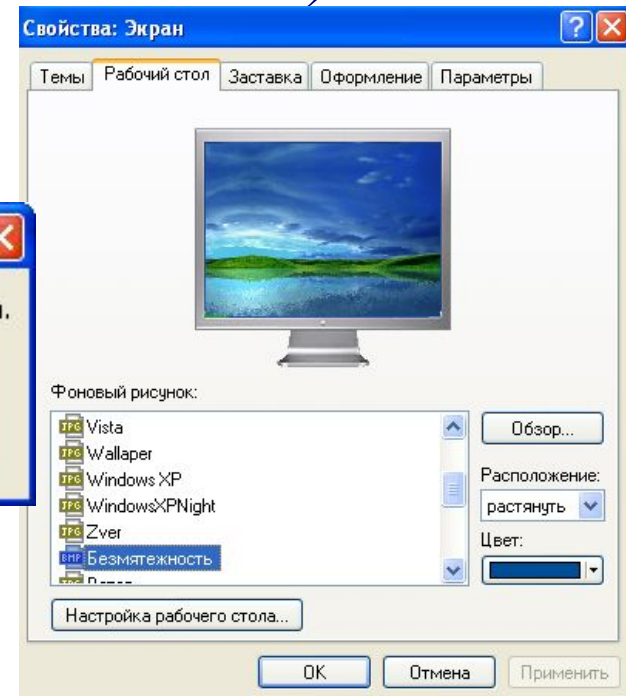 Свойства: Экран
Темы Рабочий стол Заставка Оформление Параметры
Фоновый рисунок:
Vista
Wallaper
Windows XP
WindowsXPNight
Zver
Безмятежность
Обзор...
Расположение:
растянуть
Цвет:
Настройка рабочего стола...
ОК Отмена Применить